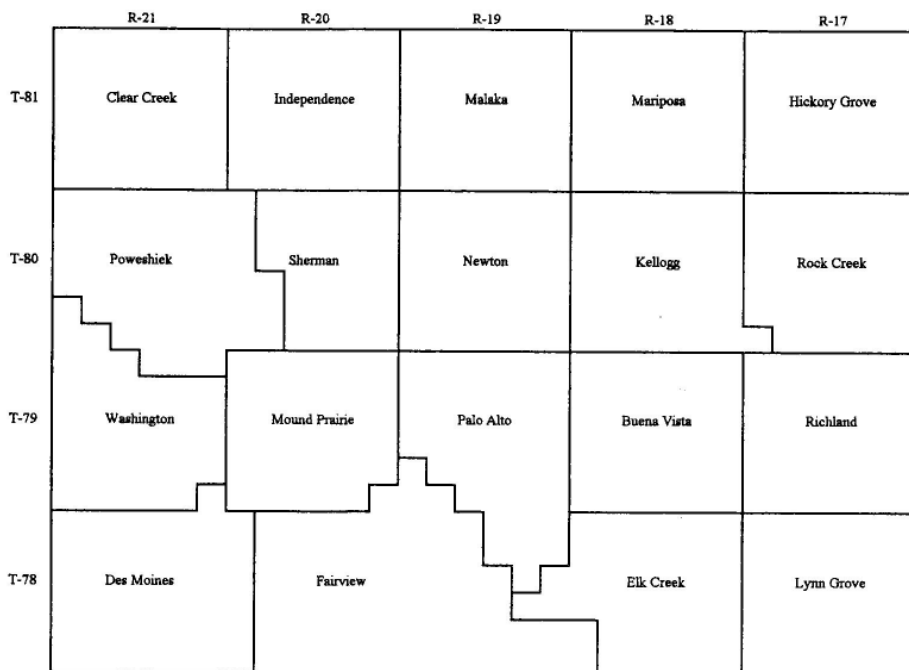 R-21 R-20 R-19 R-18 R-17
T-81 Clear Creek Independence Malaka Mariposa Hickory Grove
T-80 Poweshiek Sherman Newton Kellogg Rock Creek
T-79 Washington Mound Prairie Palo Alto Buena Vista Richland
T-78 Des Moines Fairview Elk Creek Lynn Grove